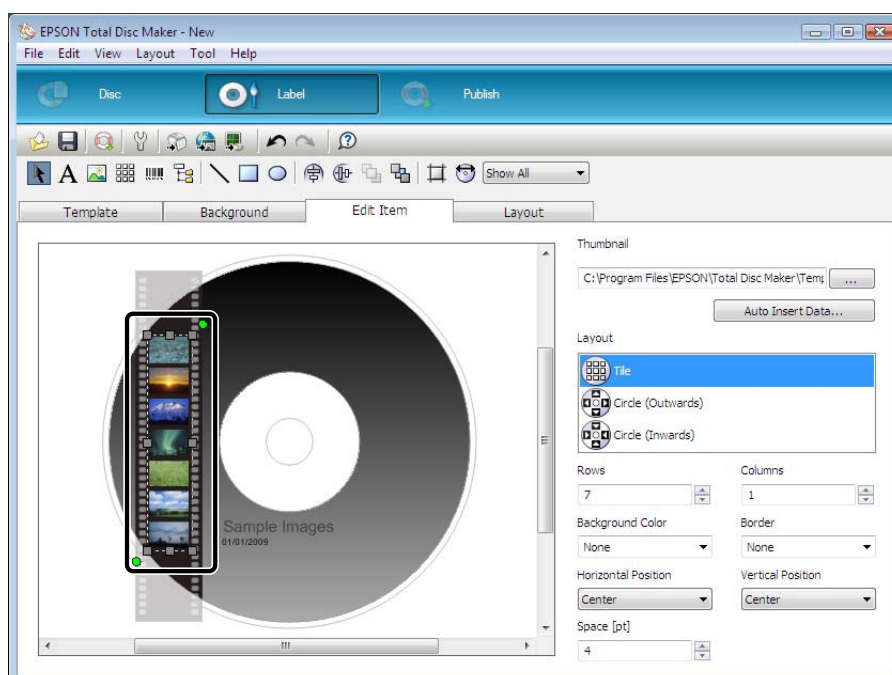 EPSON Total Disc Maker - New
File Edit View Layout Tool Help
Disc Label Publish
Show All
Template Background Edit Item Layout
Thumbnail
C:\Program Files\EPSON\Total Disc Maker\Temp ...
Auto Insert Data...
Layout
Tile
Circle (Outwards)
Circle (Inwards)
Rows Columns
7 1
Background Color Border
None None
Horizontal Position Vertical Position
Center Center
Space [pt]
4
Sample Images
01/01/2009